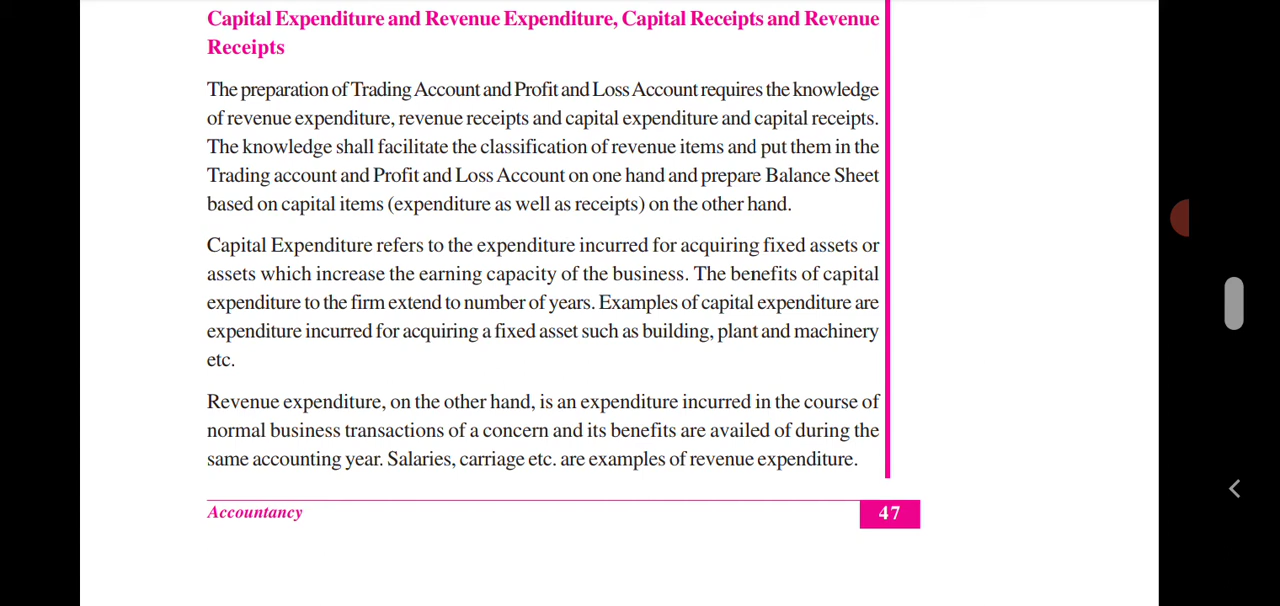 Capital Expenditure and Revenue Expenditure, Capital Receipts and Revenue
Receipts
The preparation of Trading Account and Profit and Loss Account requires the knowledge
of revenue expenditure, revenue receipts and capital expenditure and capital receipts.
The knowledge shall facilitate the classification of revenue items and put them in the
Trading account and Profit and Loss Account on one hand and prepare Balance Sheet
based on capital items (expenditure as well as receipts) on the other hand.
Capital Expenditure refers to the expenditure incurred for acquiring fixed assets or
assets which increase the earning capacity of the business. The benefits of capital
expenditure to the firm extend to number of years. Examples of capital expenditure are
expenditure incurred for acquiring a fixed asset such as building, plant and machinery
etc.
Revenue expenditure, on the other hand, is an expenditure incurred in the course of
normal business transactions of a concern and its benefits are availed of during the
same accounting year. Salaries, carriage etc. are examples of revenue expenditure.
Accountancy
47